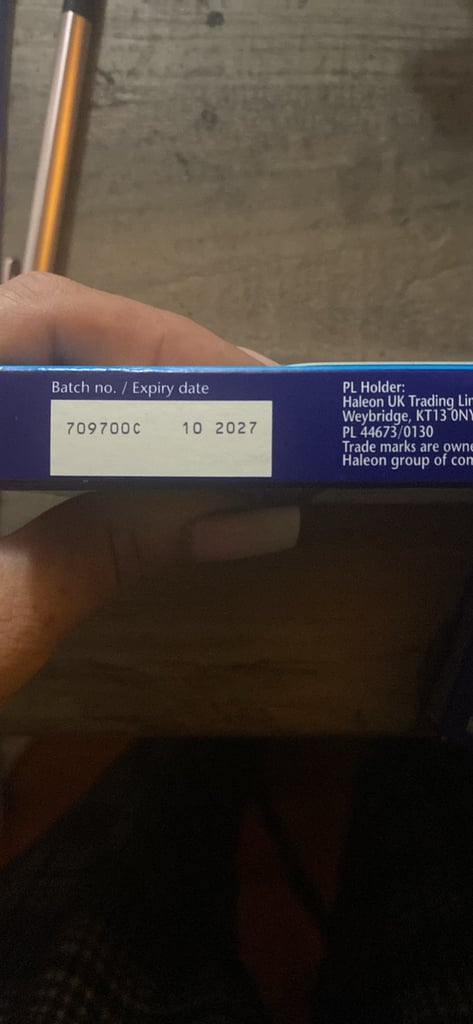 Batch no. / Expiry date
709700C 10 2027
PL Holder:
Haleon UK Trading
Weybridge, KT13
PL 44673/0130
Trade marks are
Haleon group of